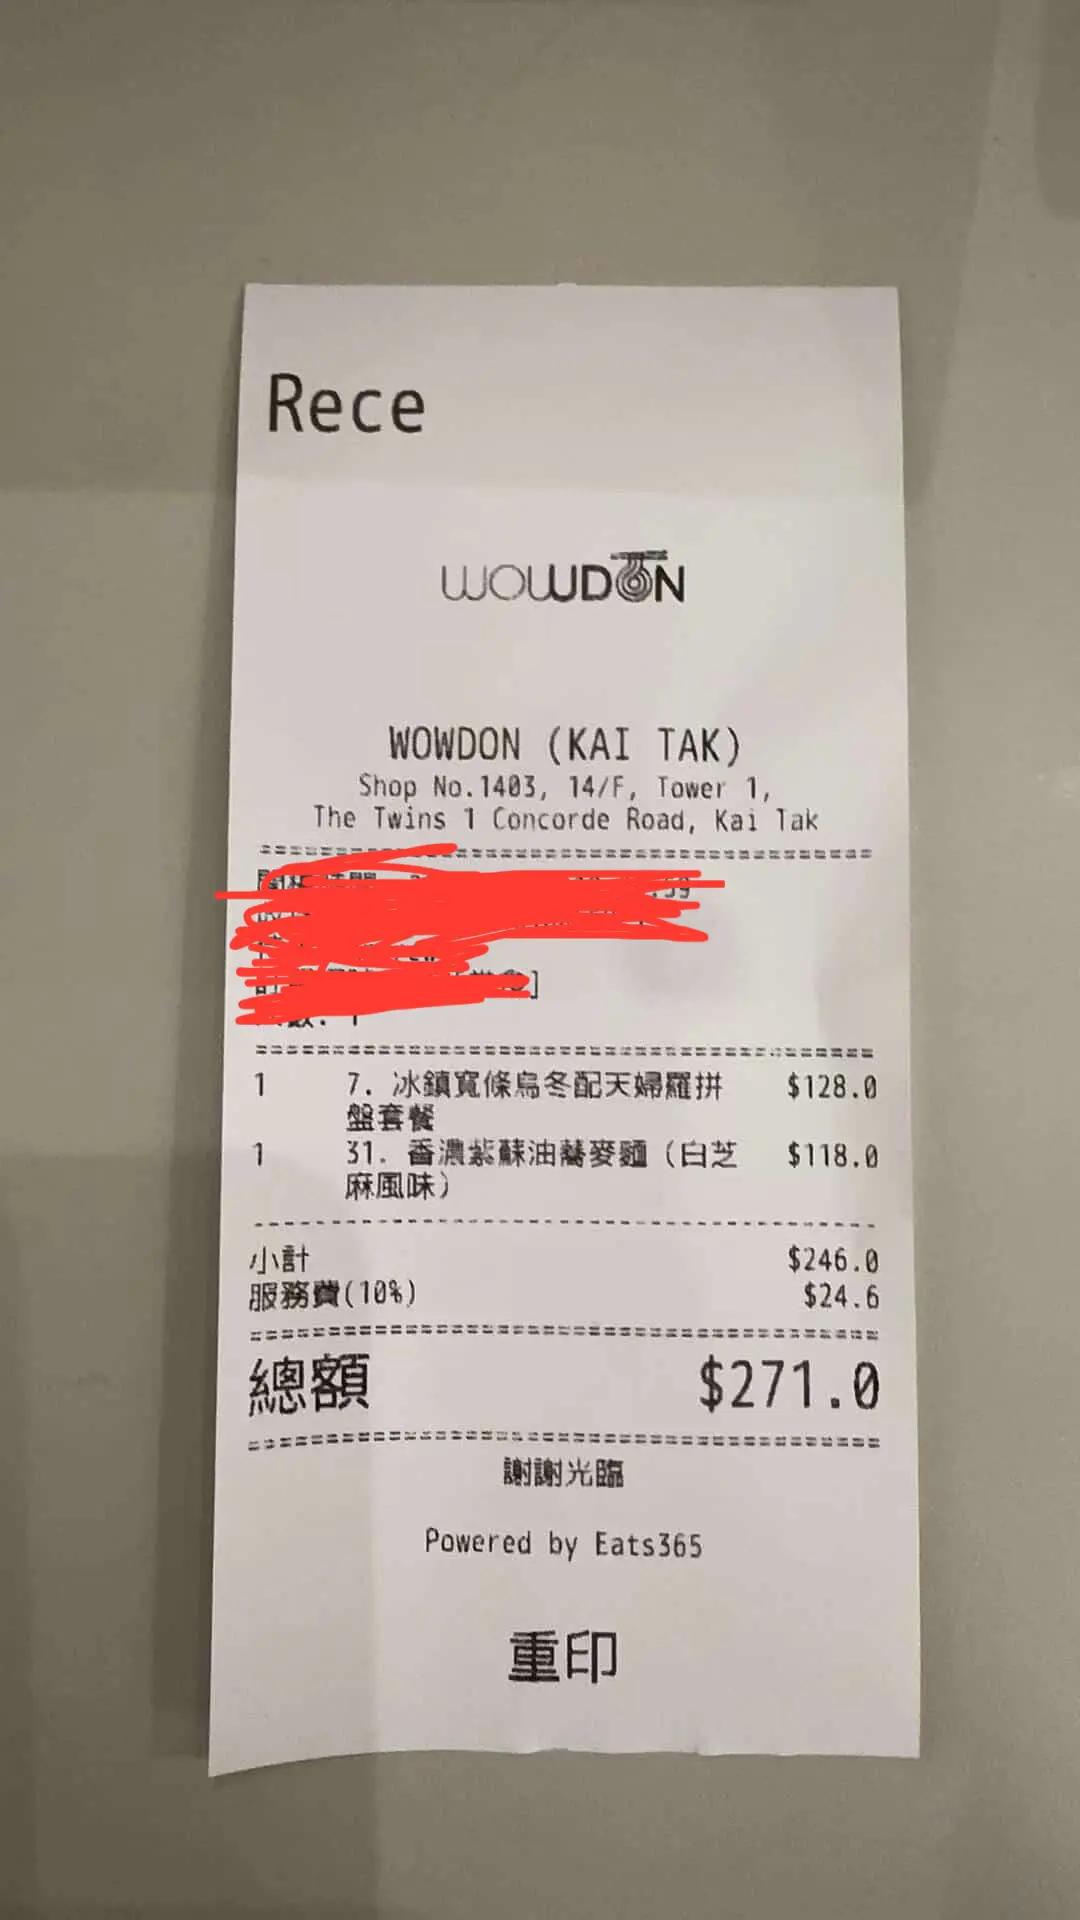 Rece
WOWDON
WOWDON (KAI TAK)
Shop No.1403, 14/F, Tower 1,
The Twins 1 Concorde Road, Kai Tak
1 7. 冰鎮寬條烏冬配天婦羅拼 $128.0
盤套餐
1 31. 香濃紫蘇油蕎麥麵（白芝 $118.0
麻風味）
小計 $246.0
服務費(10%) $24.6
總額 $271.0
謝謝光臨
Powered by Eats365
重印